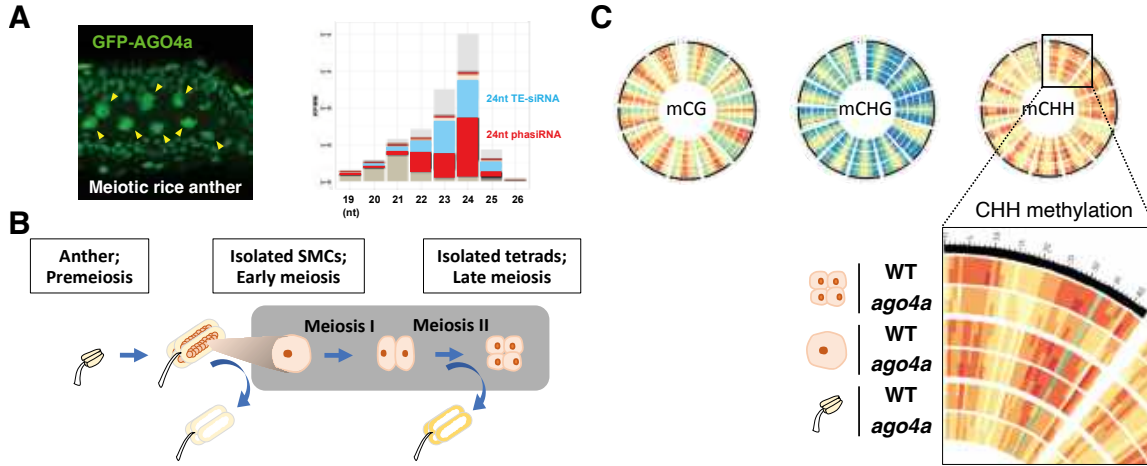 A
GFP-AGO4a
Meiotic rice anther
24nt TE-siRNA
24nt phasiRNA
19 20 21 22 23 24 25 26
(nt)
B
Anther;
Premeiosis
Isolated SMCs;
Early meiosis
Isolated tetrads;
Late meiosis
Meiosis I
Meiosis II
C
mCG
mCHG
mCHH
CHH methylation
WT
ago4a
WT
ago4a
WT
ago4a